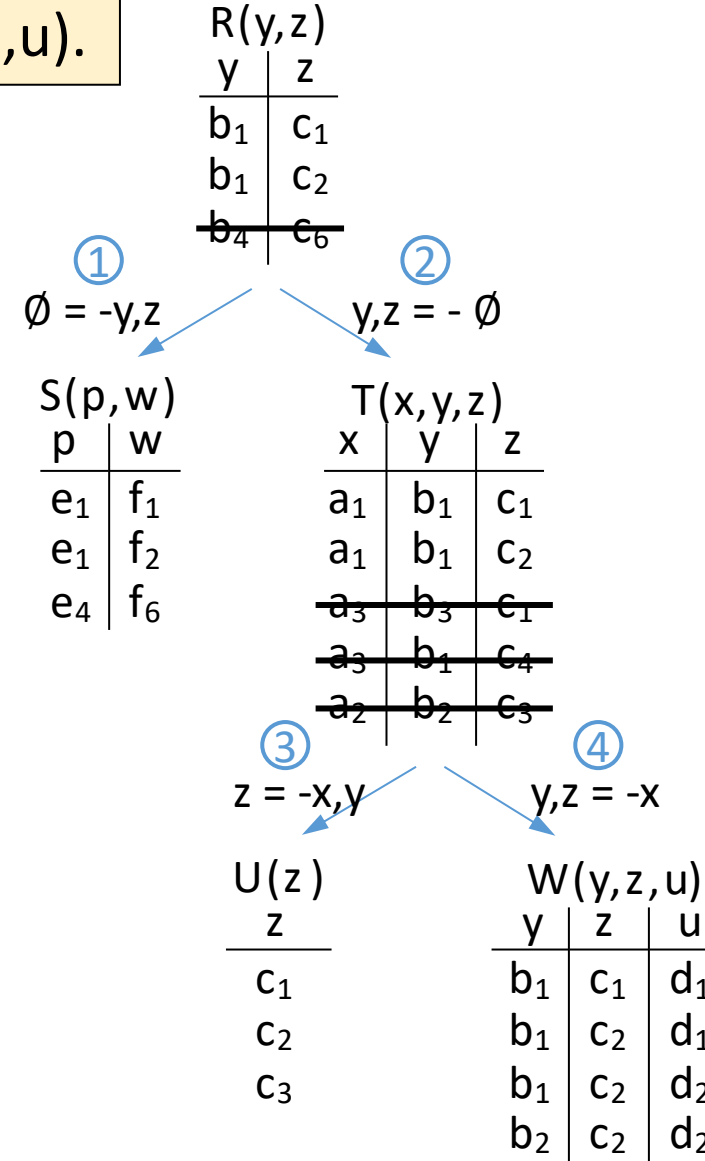 ,u).
R(y,z)
y z
b₁ c₁
b₁ c₂
b₄ c₆
① ②
Ø = -y,z y,z = - Ø
S(p,w) T(x,y,z)
p w x y z
e₁ f₁ a₁ b₁ c₁
e₁ f₂ a₁ b₁ c₂
e₄ f₆ a₃ b₃ c₁
a₃ b₁ c₄
a₂ b₂ c₃
③ ④
z = -x,y y,z = -x
U(z) W(y,z,u)
z y z u
c₁ b₁ c₁ d₁
c₂ b₁ c₂ d₁
c₃ b₁ c₂ d₂
b₂ c₂ d₂